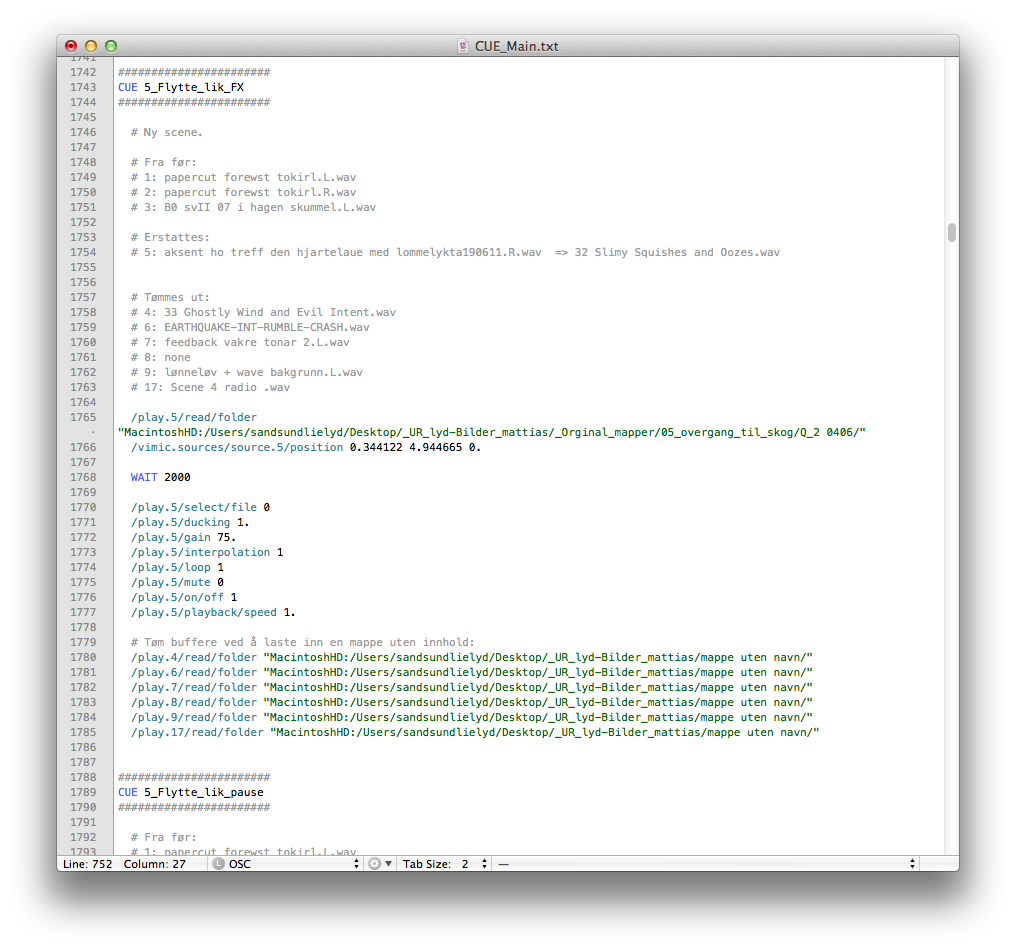 CUE_Main.txt
1741
1742 #######################
1743 CUE 5_Flytte_lik_FX
1744 #######################
1745
1746 # Ny scene.
1747
1748 # Fra før:
1749 # 1: papercut forewst tokirl.L.wav
1750 # 2: papercut forewst tokirl.R.wav
1751 # 3: B0 svII 07 i hagen skummel.L.wav
1752
1753 # Erstattes:
1754 # 5: aksent ho treff den hjartelaue med lommelykta190611.R.wav  => 32 Slimy Squishes and Oozes.wav
1755
1756
1757 # Tømmes ut:
1758 # 4: 33 Ghostly Wind and Evil Intent.wav
1759 # 6: EARTHQUAKE-INT-RUMBLE-CRASH.wav
1760 # 7: feedback vakre tonar 2.L.wav
1761 # 8: none
1762 # 9: lønneløv + wave bakgrunn.L.wav
1763 # 17: Scene 4 radio .wav
1764
1765 /play.5/read/folder
· "MacintoshHD:/Users/sandsundlielyd/Desktop/_UR_lyd-Bilder_mattias/_Orginal_mapper/05_overgang_til_skog/Q_2 0406/"
1766 /vimic.sources/source.5/position 0.344122 4.944665 0.
1767
1768 WAIT 2000
1769
1770 /play.5/select/file 0
1771 /play.5/ducking 1.
1772 /play.5/gain 75.
1773 /play.5/interpolation 1
1774 /play.5/loop 1
1775 /play.5/mute 0
1776 /play.5/on/off 1
1777 /play.5/playback/speed 1.
1778
1779 # Tøm buffere ved å laste inn en mappe uten innhold:
1780 /play.4/read/folder "MacintoshHD:/Users/sandsundlielyd/Desktop/_UR_lyd-Bilder_mattias/mappe uten navn/"
1781 /play.6/read/folder "MacintoshHD:/Users/sandsundlielyd/Desktop/_UR_lyd-Bilder_mattias/mappe uten navn/"
1782 /play.7/read/folder "MacintoshHD:/Users/sandsundlielyd/Desktop/_UR_lyd-Bilder_mattias/mappe uten navn/"
1783 /play.8/read/folder "MacintoshHD:/Users/sandsundlielyd/Desktop/_UR_lyd-Bilder_mattias/mappe uten navn/"
1784 /play.9/read/folder "MacintoshHD:/Users/sandsundlielyd/Desktop/_UR_lyd-Bilder_mattias/mappe uten navn/"
1785 /play.17/read/folder "MacintoshHD:/Users/sandsundlielyd/Desktop/_UR_lyd-Bilder_mattias/mappe uten navn/"
1786
1787
1788 #######################
1789 CUE 5_Flytte_lik_pause
1790 #######################
1791
1792 # Fra før:
1793 # 1: papercut forewst tokirl.L.wav
Line: 752 Column: 27 L OSC Tab Size: 2 —